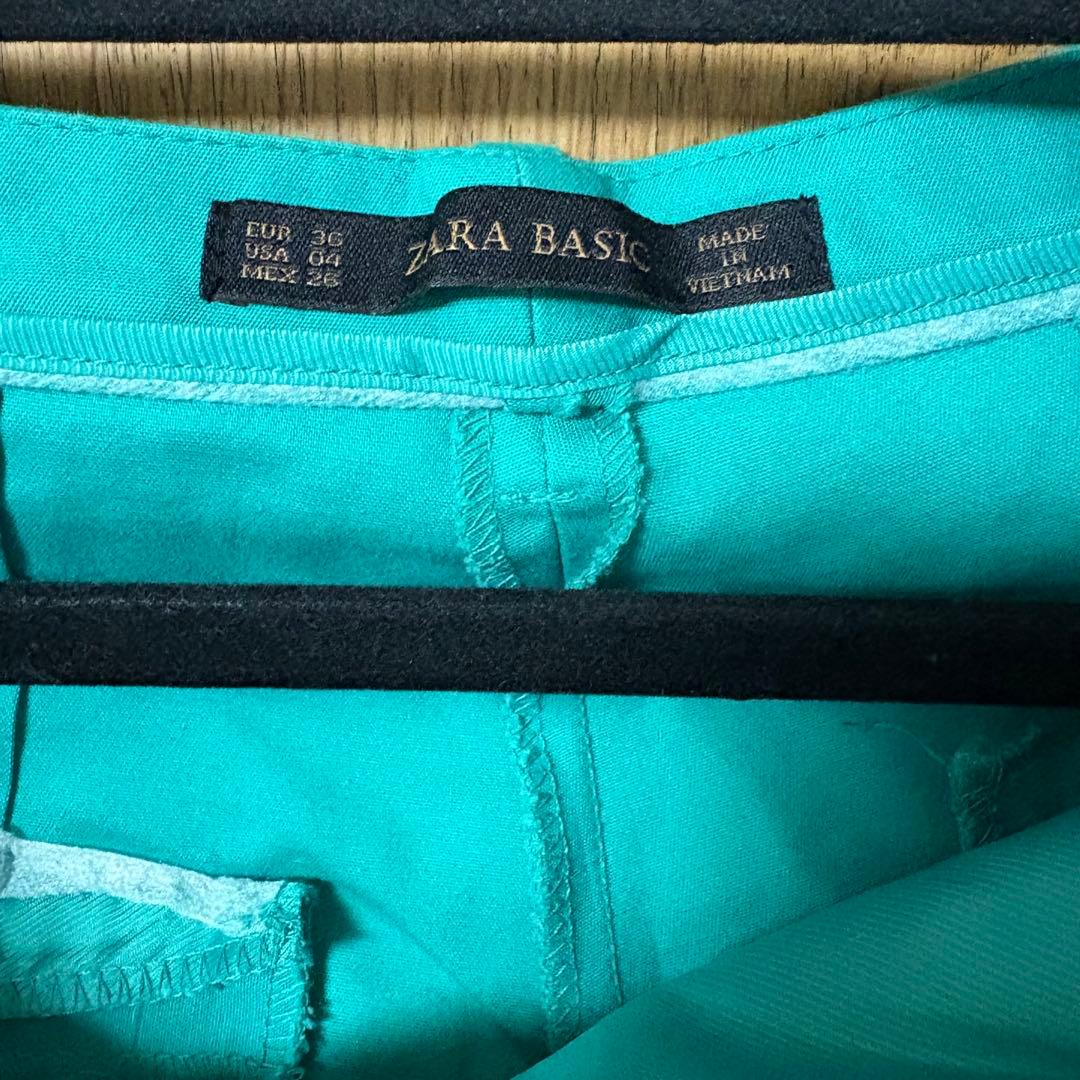 EUR 36
USA 04
MEX 26
ZARA BASIC
MADE
IN
VIETNAM